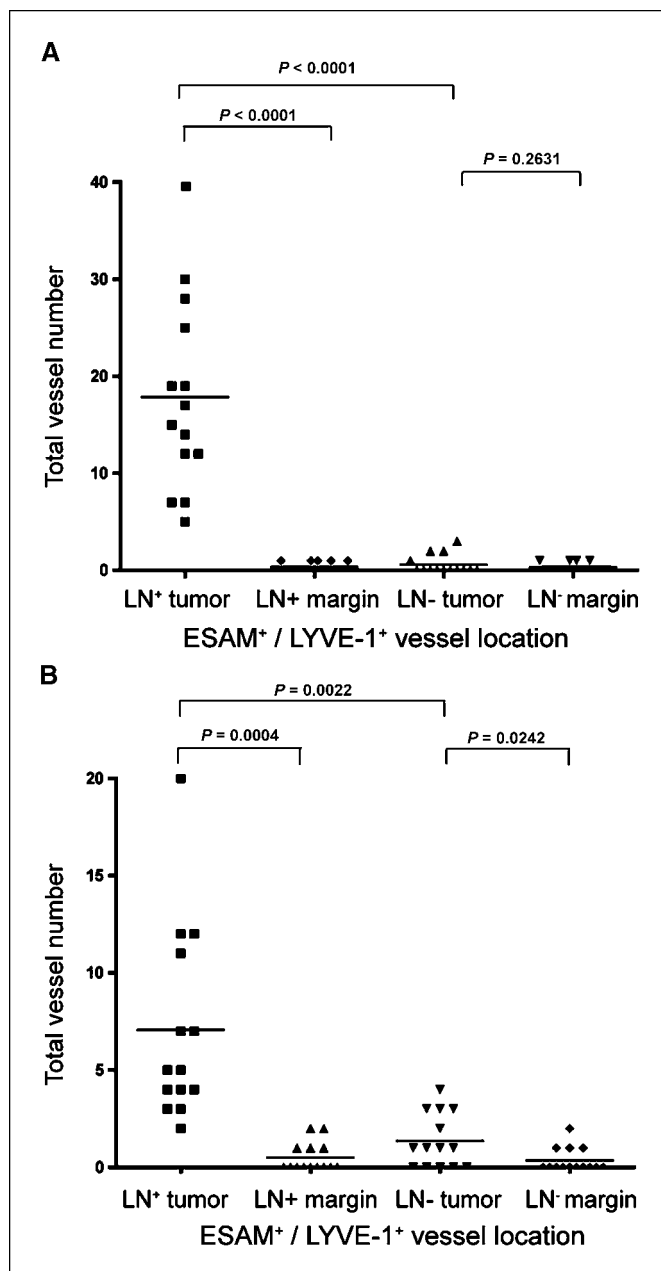 A
P < 0.0001
P < 0.0001
P = 0.2631
40
30
20
10
0
Total vessel number
LN⁺ tumor LN+ margin LN- tumor LN⁻ margin
ESAM⁺ / LYVE-1⁺ vessel location
B
P = 0.0022
P = 0.0004 P = 0.0242
20
15
10
5
0
Total vessel number
LN⁺ tumor LN+ margin LN- tumor LN⁻ margin
ESAM⁺ / LYVE-1⁺ vessel location